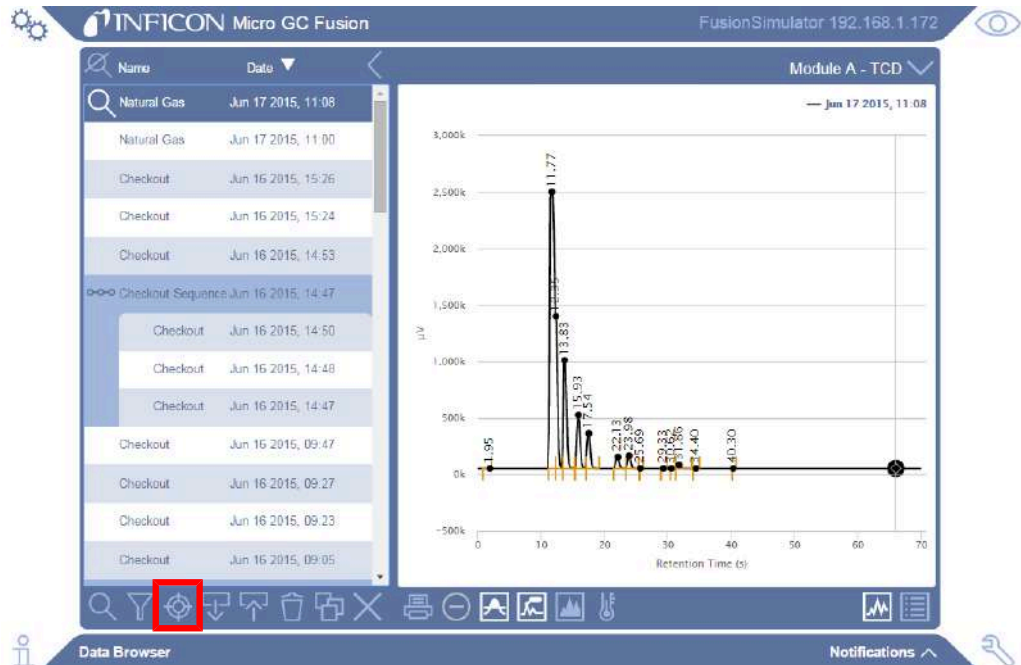 INFICON Micro GC Fusion
FusionSimulator 192.168.1.172
Name Date
Module A - TCD
Natural Gas Jun 17 2015, 11:08
Natural Gas Jun 17 2015, 11:00
Checkout Jun 16 2015, 15:26
Checkout Jun 16 2015, 15:24
Checkout Jun 16 2015, 14:53
Checkout Sequence Jun 16 2015, 14:47
Checkout Jun 16 2015, 14:50
Checkout Jun 16 2015, 14:48
Checkout Jun 16 2015, 14:47
Checkout Jun 16 2015, 09:47
Checkout Jun 16 2015, 09:27
Checkout Jun 16 2015, 09:23
Checkout Jun 16 2015, 09:05
Jun 17 2015, 11:08
3,000k
2,500k
2,000k
1,500k
1,000k
500k
0k
-500k
µV
1.95
11.77
13.83
15.93
17.54
22.13
23.98
25.69
29.33
31.86
34.40
40.30
0 10 20 30 40 50 60 70
Retention Time (s)
Data Browser
Notifications